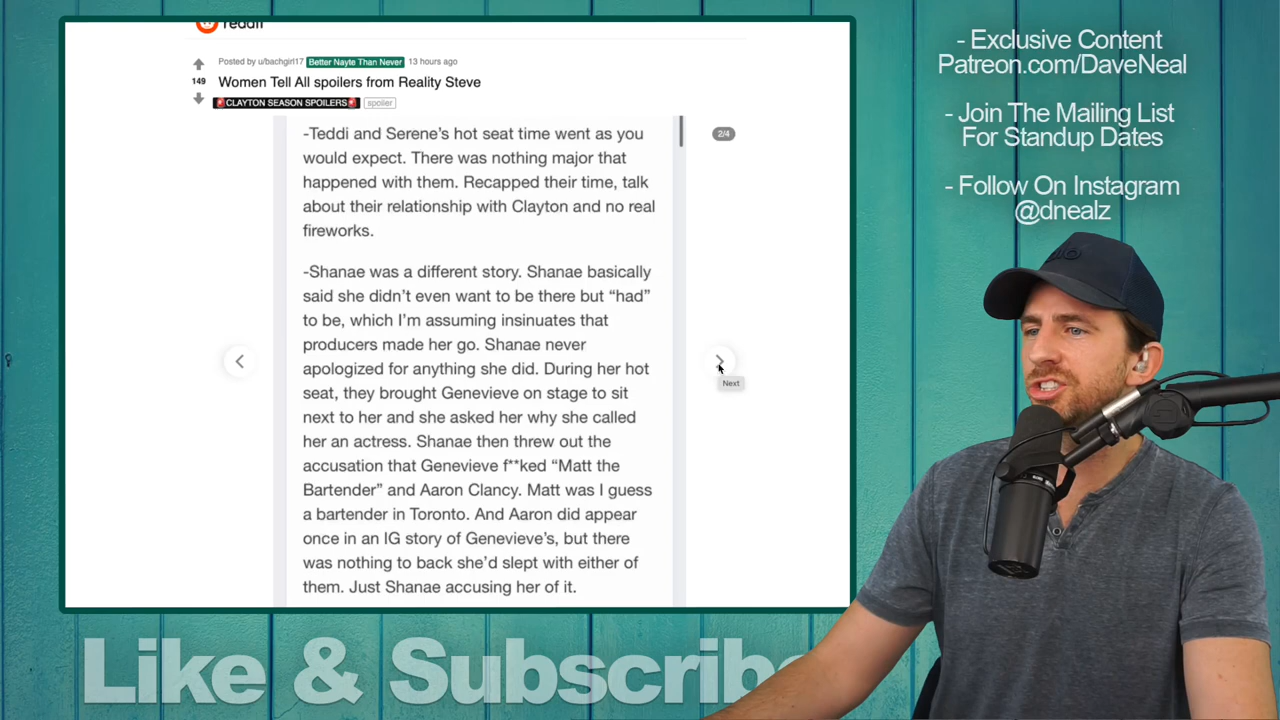 reddit
Posted by u/bachgirl17 Better Nayte Than Never 13 hours ago
149
Women Tell All spoilers from Reality Steve
🚨CLAYTON SEASON SPOILERS🚨 spoiler
2/4
-Teddi and Serene's hot seat time went as you
would expect. There was nothing major that
happened with them. Recapped their time, talk
about their relationship with Clayton and no real
fireworks.
-Shanae was a different story. Shanae basically
said she didn't even want to be there but “had”
to be, which I'm assuming insinuates that
producers made her go. Shanae never
apologized for anything she did. During her hot
seat, they brought Genevieve on stage to sit
next to her and she asked her why she called
her an actress. Shanae then threw out the
accusation that Genevieve f**ked “Matt the
Bartender” and Aaron Clancy. Matt was I guess
a bartender in Toronto. And Aaron did appear
once in an IG story of Genevieve's, but there
was nothing to back she'd slept with either of
them. Just Shanae accusing her of it.
Next
- Exclusive Content
Patreon.com/DaveNeal
- Join The Mailing List
For Standup Dates
- Follow On Instagram
@dnealz
Like & Subscribe